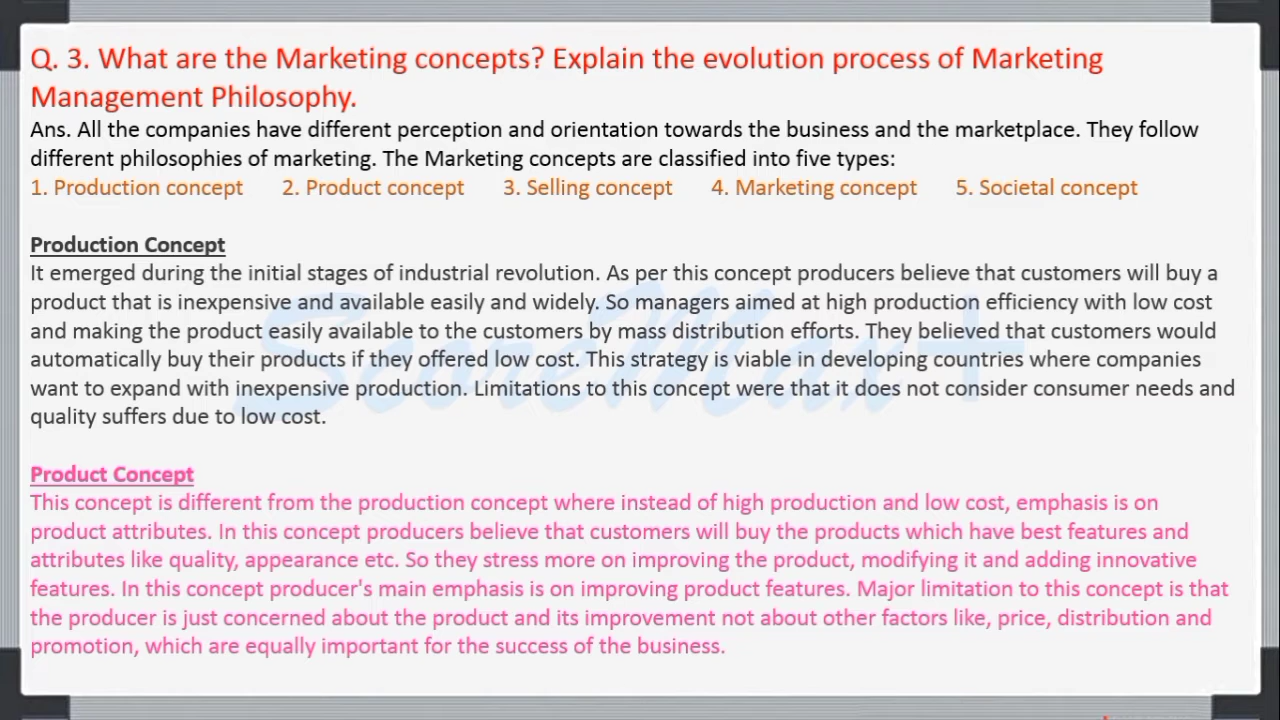 Q. 3. What are the Marketing concepts? Explain the evolution process of Marketing
Management Philosophy.
Ans. All the companies have different perception and orientation towards the business and the marketplace. They follow
different philosophies of marketing. The Marketing concepts are classified into five types:
1. Production concept 2. Product concept 3. Selling concept 4. Marketing concept 5. Societal concept
Production Concept
It emerged during the initial stages of industrial revolution. As per this concept producers believe that customers will buy a
product that is inexpensive and available easily and widely. So managers aimed at high production efficiency with low cost
and making the product easily available to the customers by mass distribution efforts. They believed that customers would
automatically buy their products if they offered low cost. This strategy is viable in developing countries where companies
want to expand with inexpensive production. Limitations to this concept were that it does not consider consumer needs and
quality suffers due to low cost.
ScoreMax+
Product Concept
This concept is different from the production concept where instead of high production and low cost, emphasis is on
product attributes. In this concept producers believe that customers will buy the products which have best features and
attributes like quality, appearance etc. So they stress more on improving the product, modifying it and adding innovative
features. In this concept producer's main emphasis is on improving product features. Major limitation to this concept is that
the producer is just concerned about the product and its improvement not about other factors like, price, distribution and
promotion, which are equally important for the success of the business.